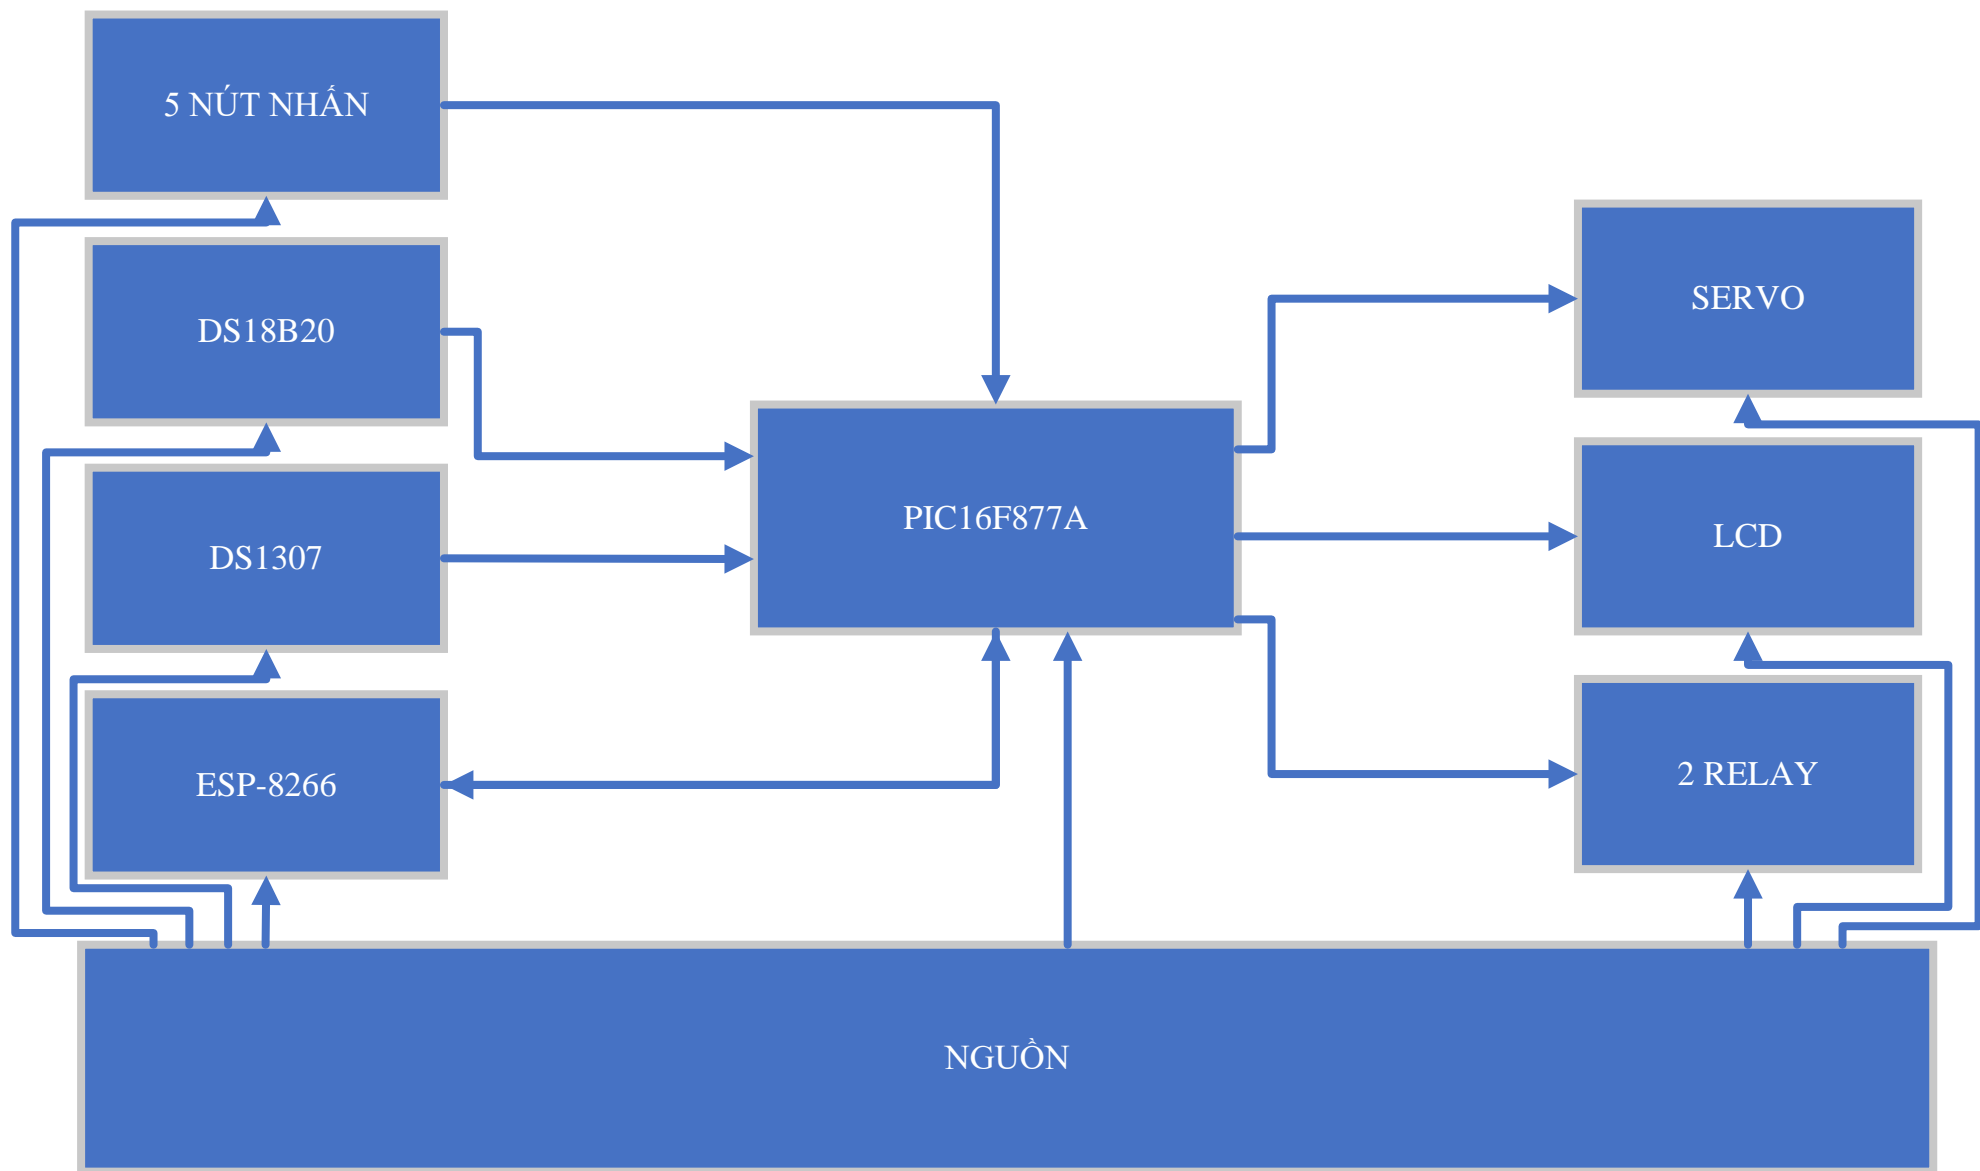 5 NÚT NHẤN
DS18B20
DS1307
ESP-8266
PIC16F877A
SERVO
LCD
2 RELAY
NGUỒN